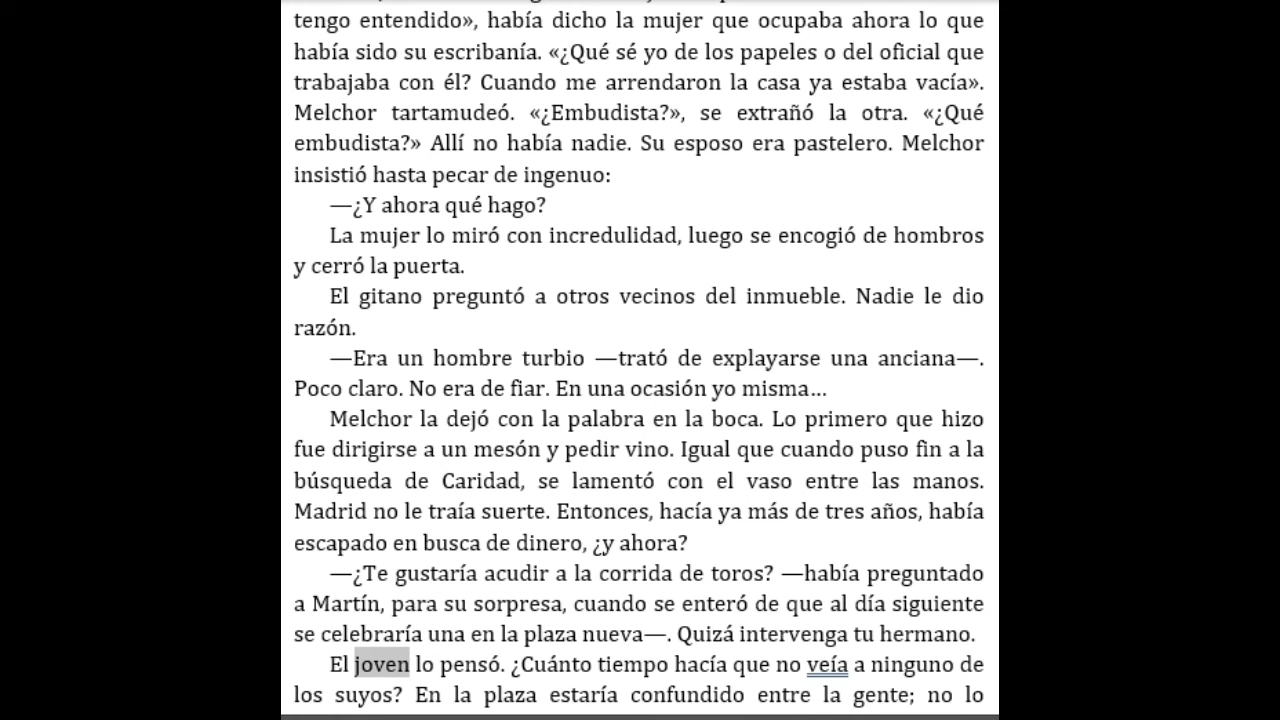 tengo entendido», había dicho la mujer que ocupaba ahora lo que
había sido su escribanía. «¿Qué sé yo de los papeles o del oficial que
trabajaba con él? Cuando me arrendaron la casa ya estaba vacía».
Melchor tartamudeó. «¿Embudista?», se extrañó la otra. «¿Qué
embudista?» Allí no había nadie. Su esposo era pastelero. Melchor
insistió hasta pecar de ingenuo:
—¿Y ahora qué hago?
La mujer lo miró con incredulidad, luego se encogió de hombros
y cerró la puerta.
El gitano preguntó a otros vecinos del inmueble. Nadie le dio
razón.
—Era un hombre turbio —trató de explayarse una anciana—.
Poco claro. No era de fiar. En una ocasión yo misma...
Melchor la dejó con la palabra en la boca. Lo primero que hizo
fue dirigirse a un mesón y pedir vino. Igual que cuando puso fin a la
búsqueda de Caridad, se lamentó con el vaso entre las manos.
Madrid no le traía suerte. Entonces, hacía ya más de tres años, había
escapado en busca de dinero, ¿y ahora?
—¿Te gustaría acudir a la corrida de toros? —había preguntado
a Martín, para su sorpresa, cuando se enteró de que al día siguiente
se celebraría una en la plaza nueva—. Quizá intervenga tu hermano.
El joven lo pensó. ¿Cuánto tiempo hacía que no veía a ninguno de
los suyos? En la plaza estaría confundido entre la gente; no lo